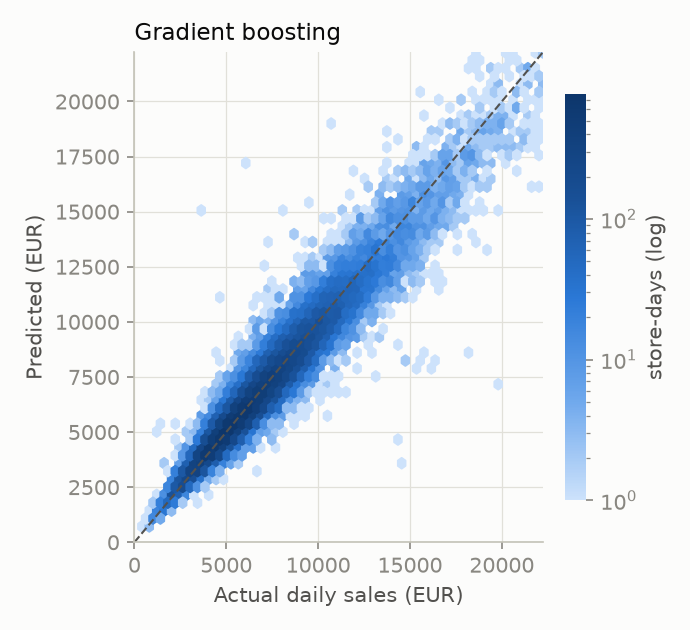 Gradient boosting
20000
17500
15000
12500
10000
7500
5000
2500
0
0 5000 10000 15000 20000
Predicted (EUR)
Actual daily sales (EUR)
10²
10¹
10⁰
store-days (log)